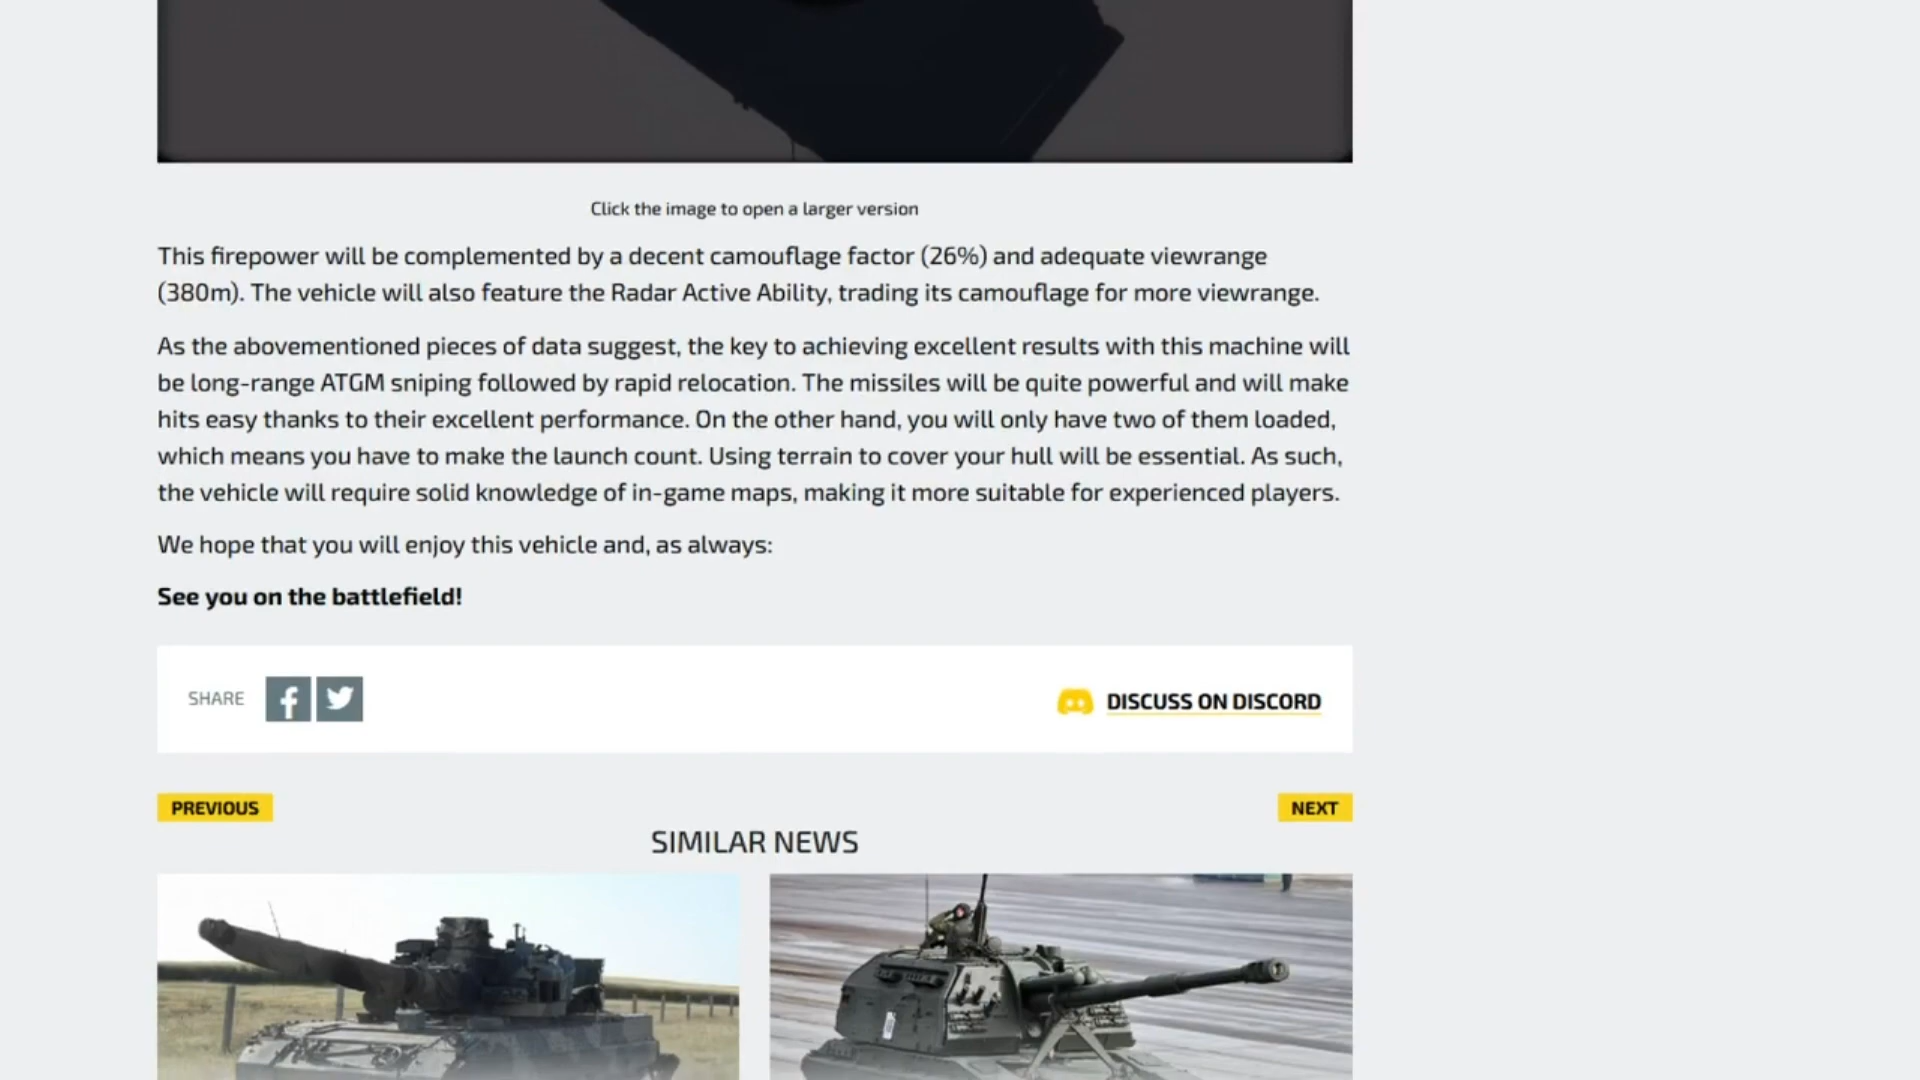 Click the image to open a larger version
This firepower will be complemented by a decent camouflage factor (26%) and adequate viewrange
(380m). The vehicle will also feature the Radar Active Ability, trading its camouflage for more viewrange.
As the abovementioned pieces of data suggest, the key to achieving excellent results with this machine will
be long-range ATGM sniping followed by rapid relocation. The missiles will be quite powerful and will make
hits easy thanks to their excellent performance. On the other hand, you will only have two of them loaded,
which means you have to make the launch count. Using terrain to cover your hull will be essential. As such,
the vehicle will require solid knowledge of in-game maps, making it more suitable for experienced players.
We hope that you will enjoy this vehicle and, as always:
See you on the battlefield!
SHARE
DISCUSS ON DISCORD
PREVIOUS
NEXT
SIMILAR NEWS